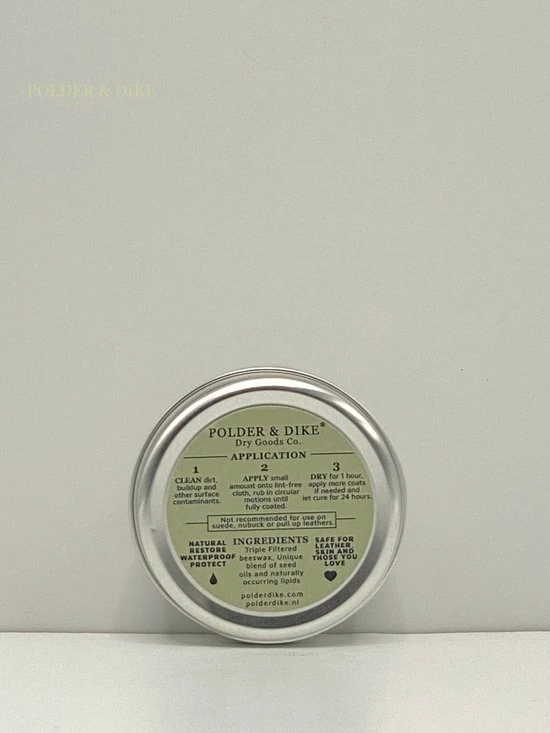 POLDER & DIKE
POLDER & DIKE®
Dry Goods Co.
APPLICATION
1
CLEAN dirt,
buildup and
other surface
contaminants.
2
APPLY small
amount onto lint-free
cloth, rub in circular
motions until
fully coated.
3
DRY for 1 hour,
apply more coats
if needed and
let cure for 24 hours.
Not recommended for use on
suede, nubuck or pull up leathers.
NATURAL
RESTORE
WATERPROOF
PROTECT
INGREDIENTS
Triple Filtered
beeswax, Unique
blend of seed
oils and naturally
occurring lipids
SAFE FOR
LEATHER,
SKIN AND
THOSE YOU
LOVE
polderdike.com
polderdike.nl